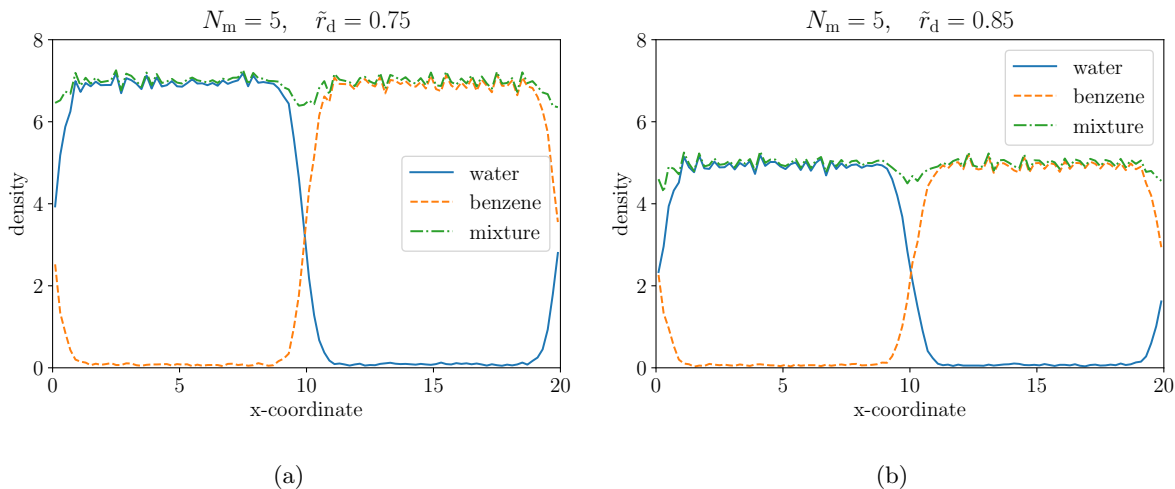 N_m = 5, r̃_d = 0.75
8
6
4
2
0
density
water
benzene
mixture
0 5 10 15 20
x-coordinate
(a)
N_m = 5, r̃_d = 0.85
8
6
4
2
0
density
water
benzene
mixture
0 5 10 15 20
x-coordinate
(b)